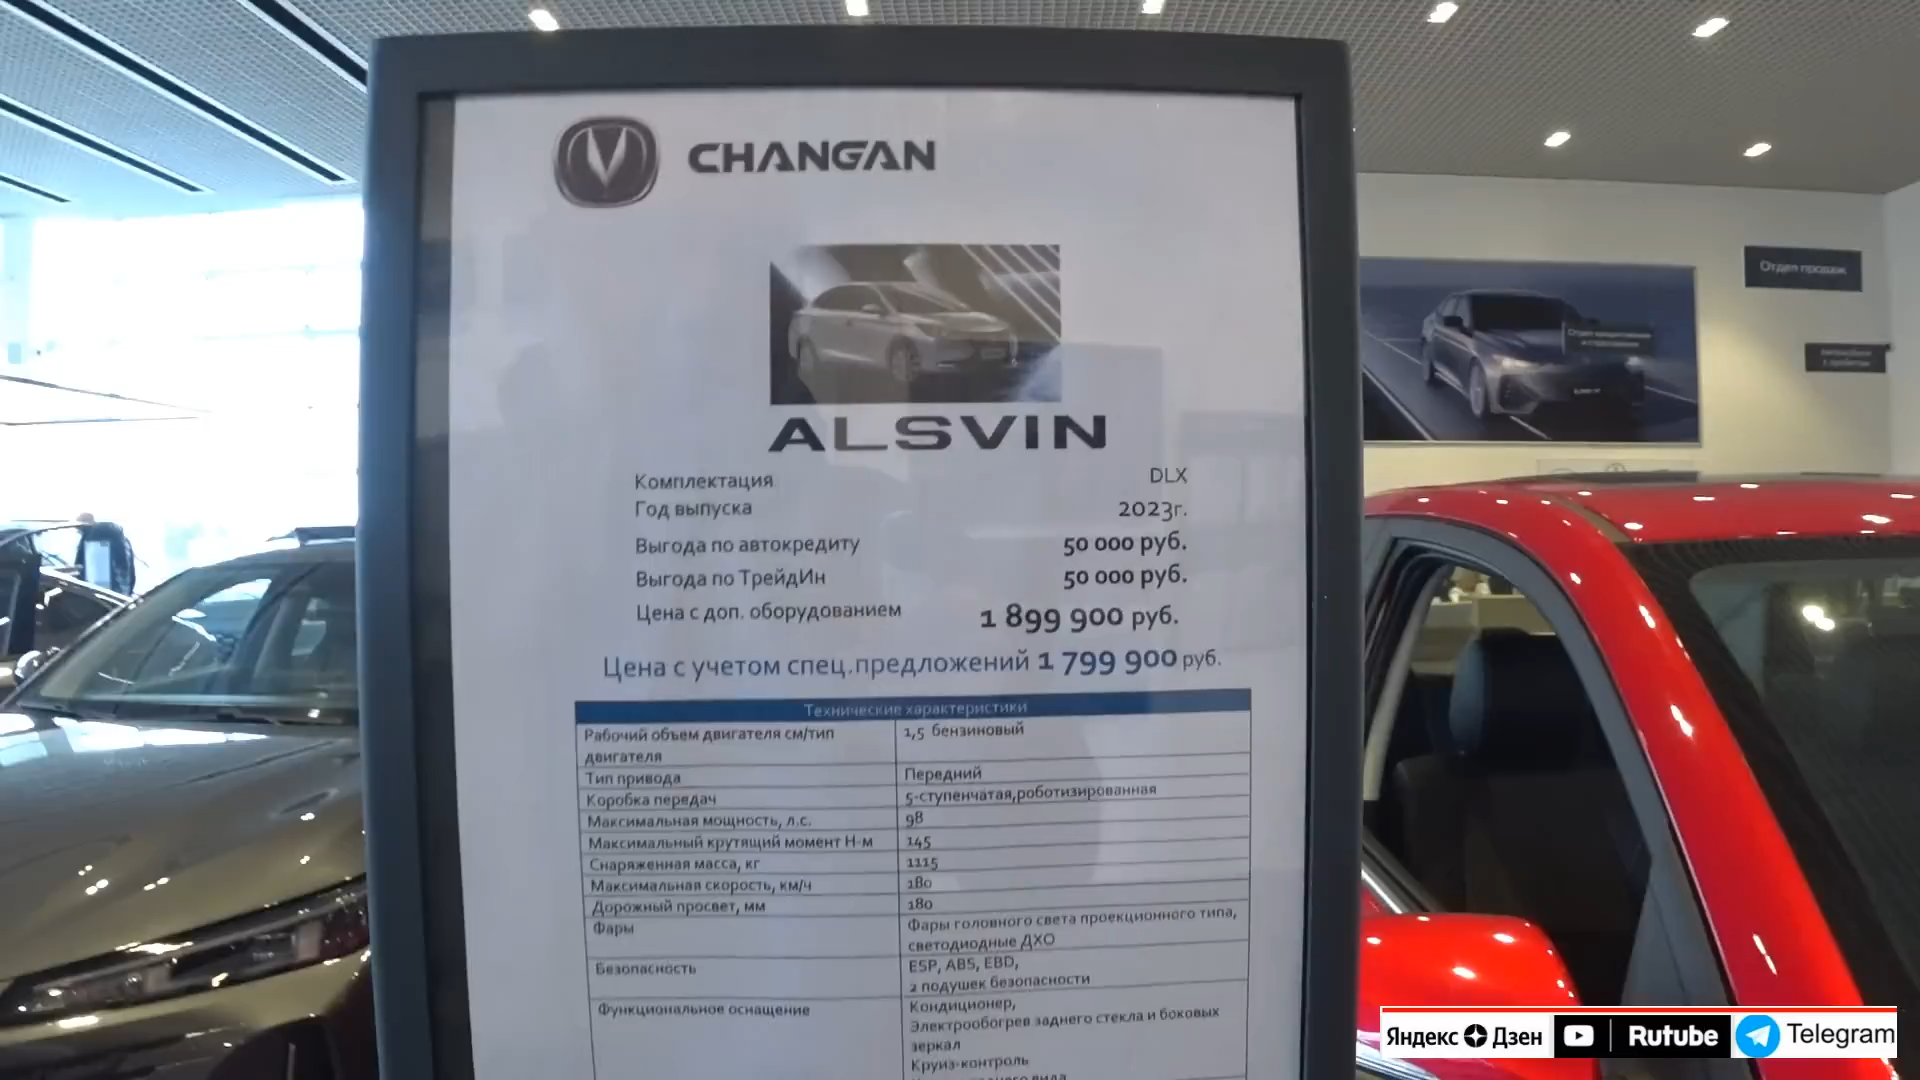 CHANGAN
ALSVIN
Комплектация DLX
Год выпуска 2023г.
Выгода по автокредиту 50 000 руб.
Выгода по ТрейдИн 50 000 руб.
Цена с доп. оборудованием 1 899 900 руб.
Цена с учетом спец.предложений 1 799 900 руб.
Технические характеристики
Рабочий объем двигателя см/тип
двигателя
1,5 бензиновый
Тип привода Передний
Коробка передач 5-ступенчатая,роботизированная
Максимальная мощность, л.с. 98
Максимальный крутящий момент Н-м 145
Снаряженная масса, кг 1115
Максимальная скорость, км/ч 180
Дорожный просвет, мм 180
Фары
Фары головного света проекционного типа,
светодиодные ДХО
Безопасность
ESP, ABS, EBD,
2 подушек безопасности
Функциональное оснащение
Кондиционер,
Электрообогрев заднего стекла и боковых
зеркал
Круиз-контроль
Отдел продаж
Яндекс Дзен
Rutube
Telegram